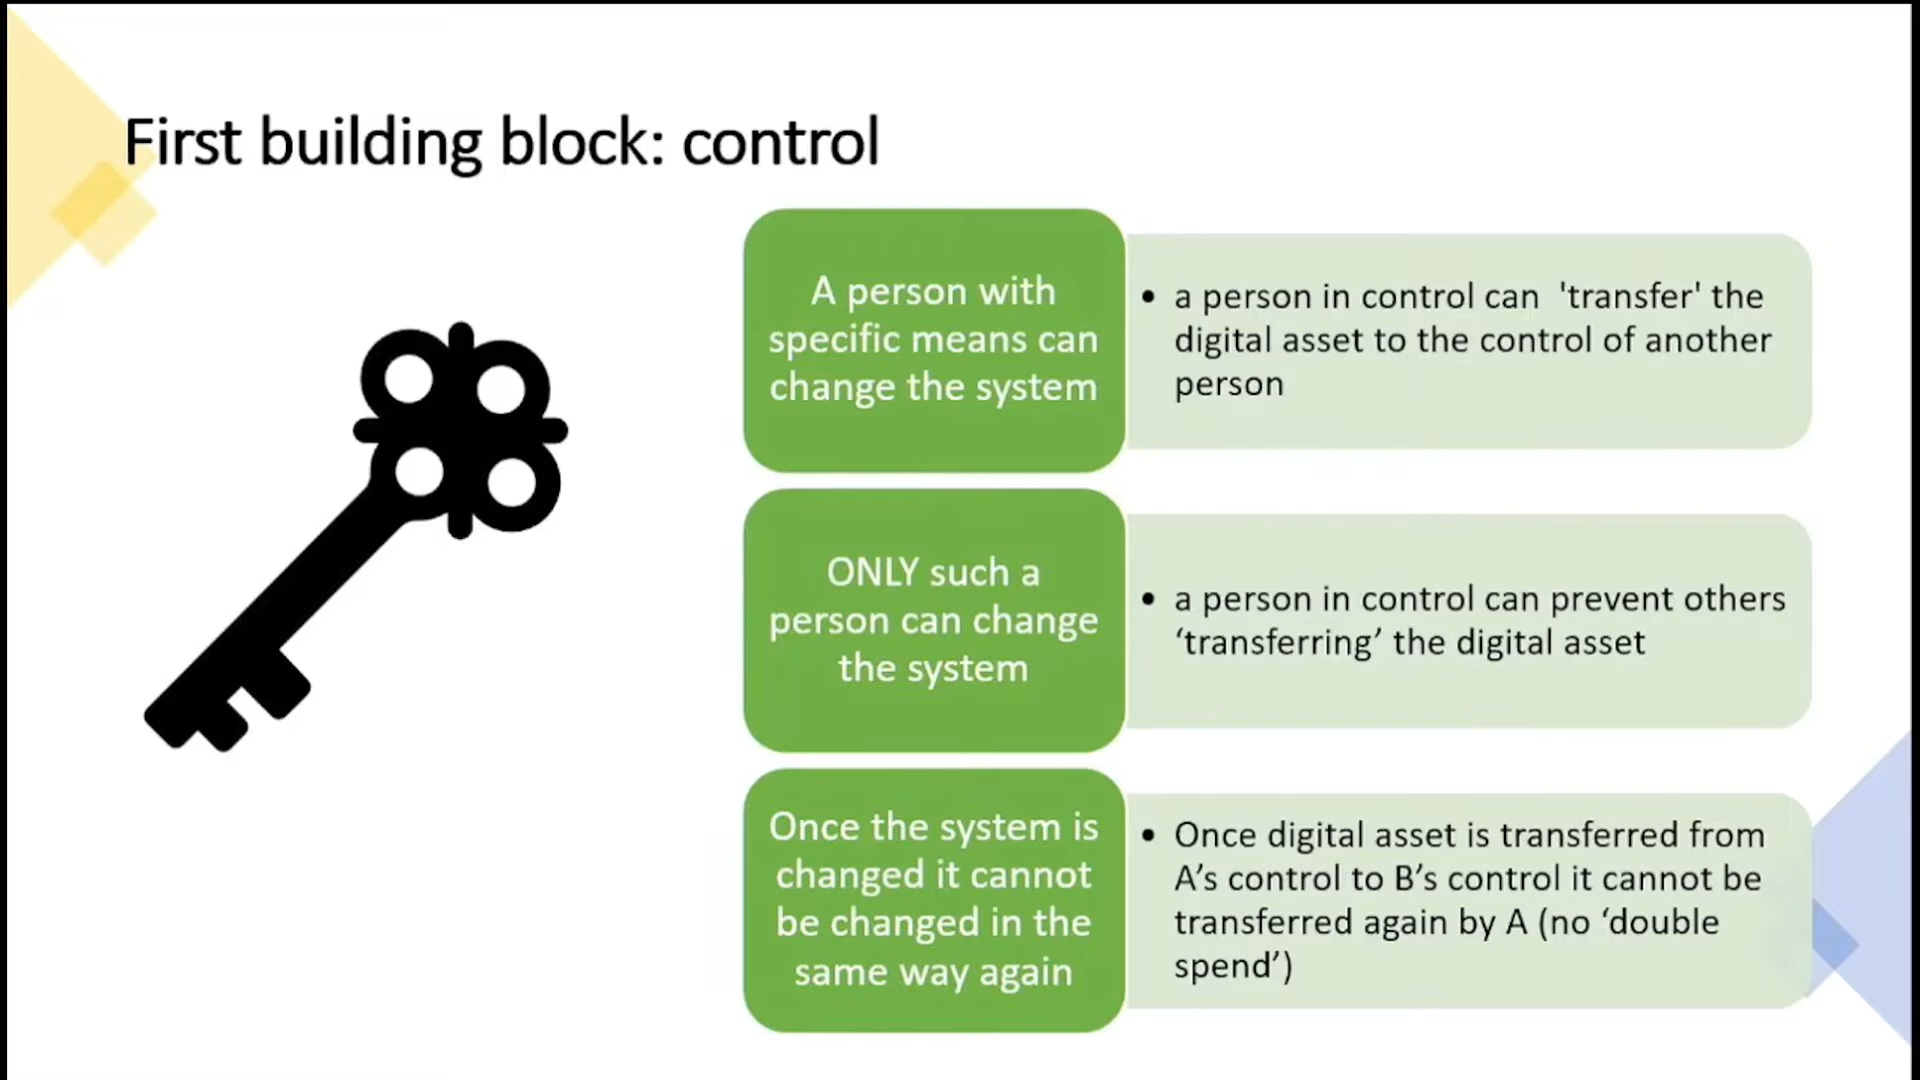 First building block: control
A person with
specific means can
change the system
• a person in control can 'transfer' the
digital asset to the control of another
person
ONLY such a
person can change
the system
• a person in control can prevent others
‘transferring’ the digital asset
Once the system is
changed it cannot
be changed in the
same way again
• Once digital asset is transferred from
A’s control to B’s control it cannot be
transferred again by A (no ‘double
spend’)